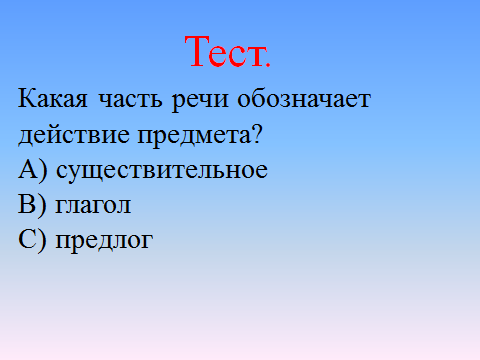 Тест.
Какая часть речи обозначает
действие предмета?
А) существительное
В) глагол
С) предлог